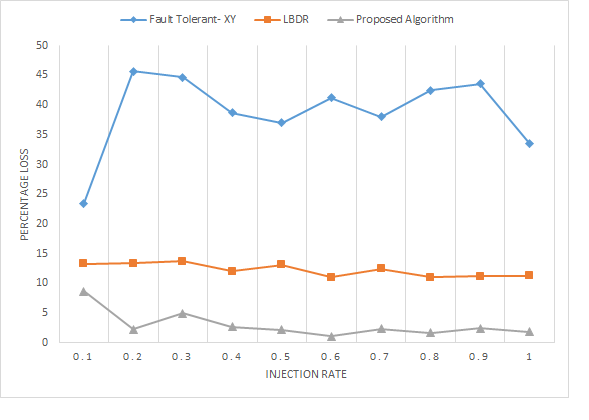 Fault Tolerant- XY LBDR Proposed Algorithm
50
45
40
35
30
25
20
15
10
5
0
PERCENTAGE LOSS
0.1 0.2 0.3 0.4 0.5 0.6 0.7 0.8 0.9 1
INJECTION RATE